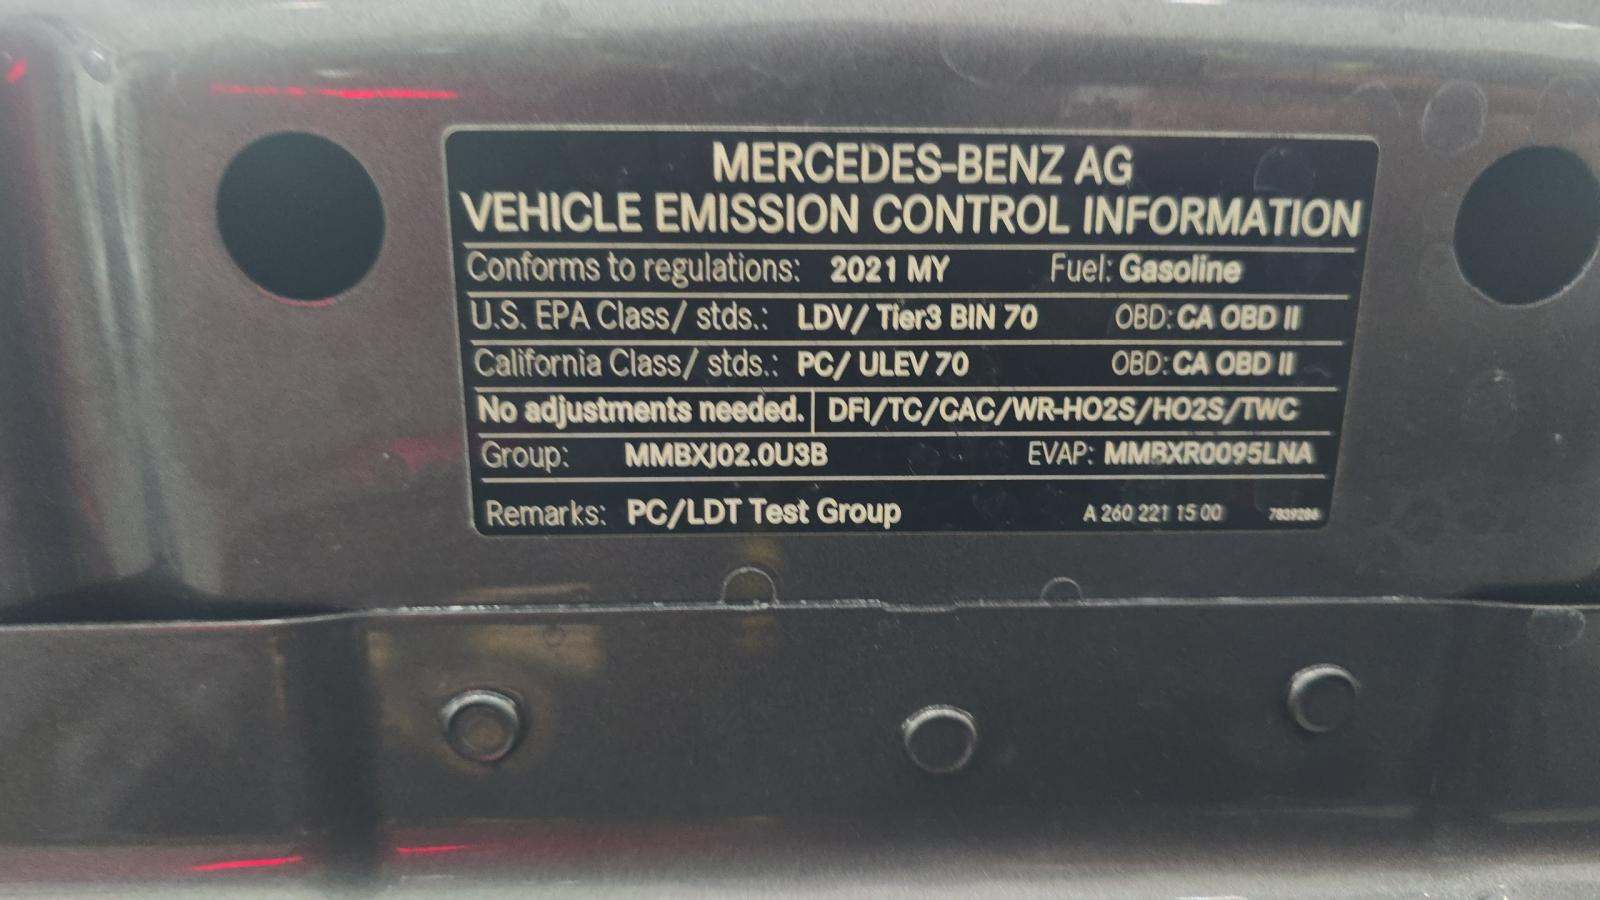 MERCEDES-BENZ AG
VEHICLE EMISSION CONTROL INFORMATION
Conforms to regulations: 2021 MY Fuel: Gasoline
U.S. EPA Class/ stds.: LDV/ Tier3 BIN 70 OBD: CA OBD II
California Class/ stds.: PC/ ULEV 70 OBD: CA OBD II
No adjustments needed. DFI/TC/CAC/WR-HO2S/HO2S/TWC
Group: MMBXJ02.0U3B EVAP: MMBXR0095LNA
Remarks: PC/LDT Test Group A 260 221 15 00 7839286